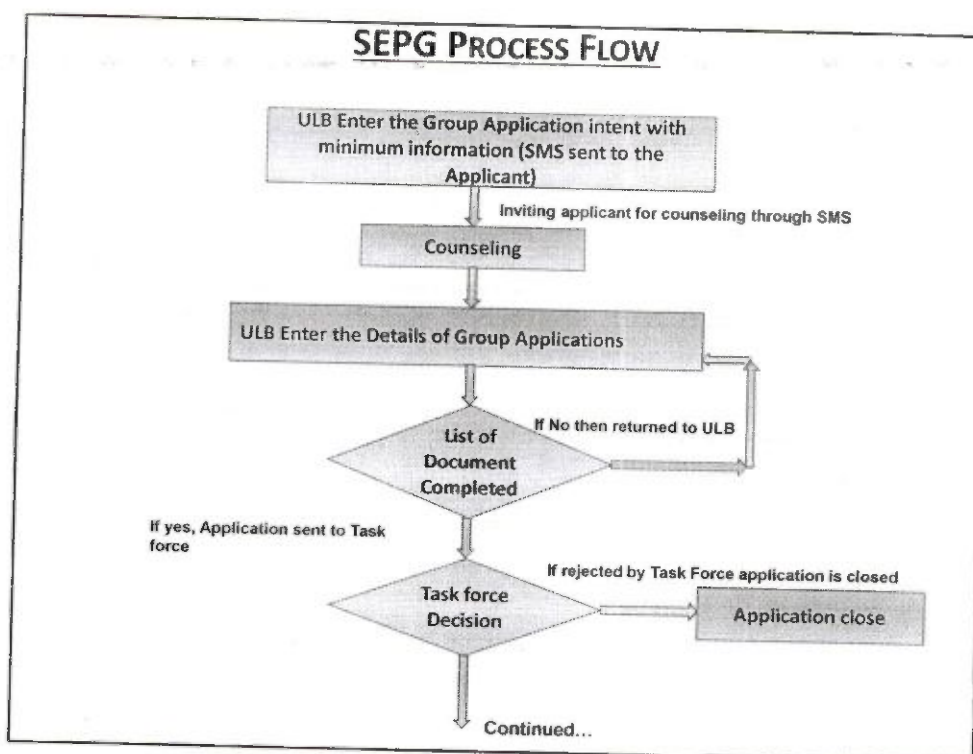 SEPG PROCESS FLOW
ULB Enter the Group Application intent with
minimum information (SMS sent to the
Applicant)
Inviting applicant for counseling through SMS
Counseling
ULB Enter the Details of Group Applications
If No then returned to ULB
List of
Document
Completed
If yes, Application sent to Task
force
If rejected by Task Force application is closed
Task force
Decision
Application close
Continued...